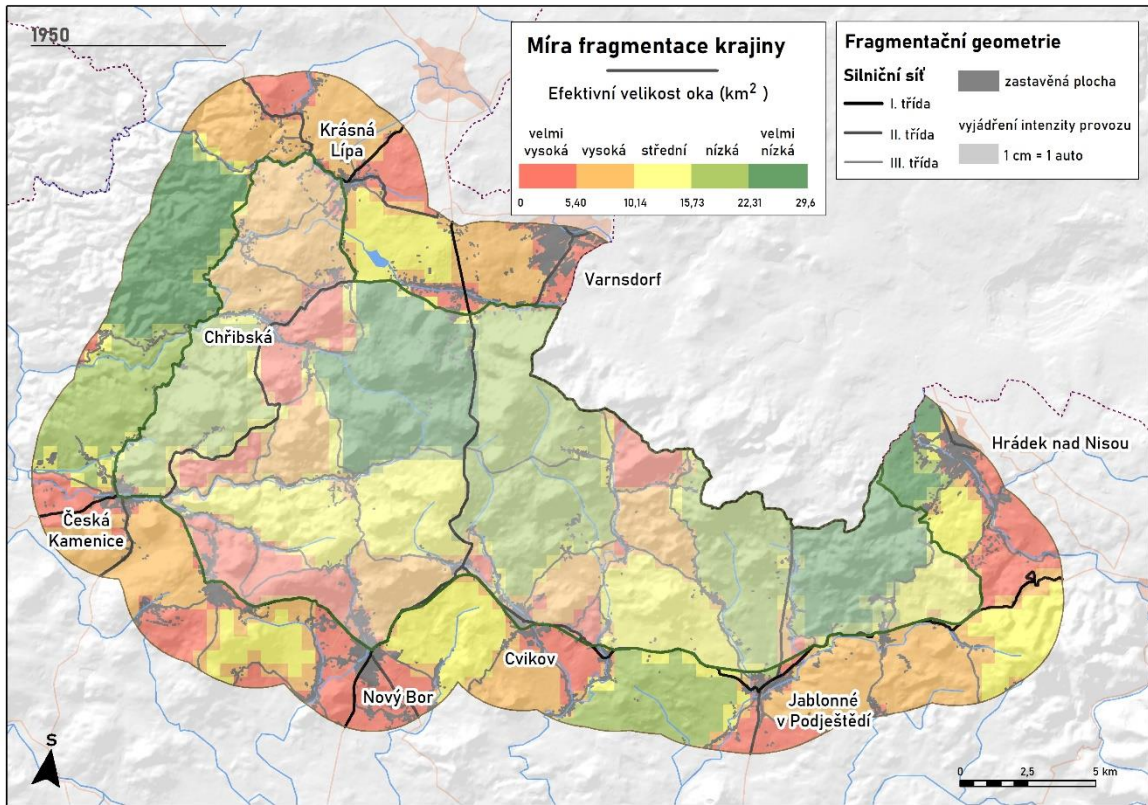 1950
Míra fragmentace krajiny
Efektivní velikost oka (km²)
velmi vysoká
vysoká
střední
nízká
velmi nízká
0 5,40 10,14 15,73 22,31 29,6
Fragmentační geometrie
Silniční síť
I. třída
II. třída
III. třída
zastavěná plocha
vyjádření intenzity provozu
1 cm = 1 auto
Krásná
Lípa
Varnsdorf
Chřibská
Hrádek nad Nisou
Česká
Kamenice
Cvikov
Nový Bor
Jablonné
v Podještědí
S
0 2,5 5 km